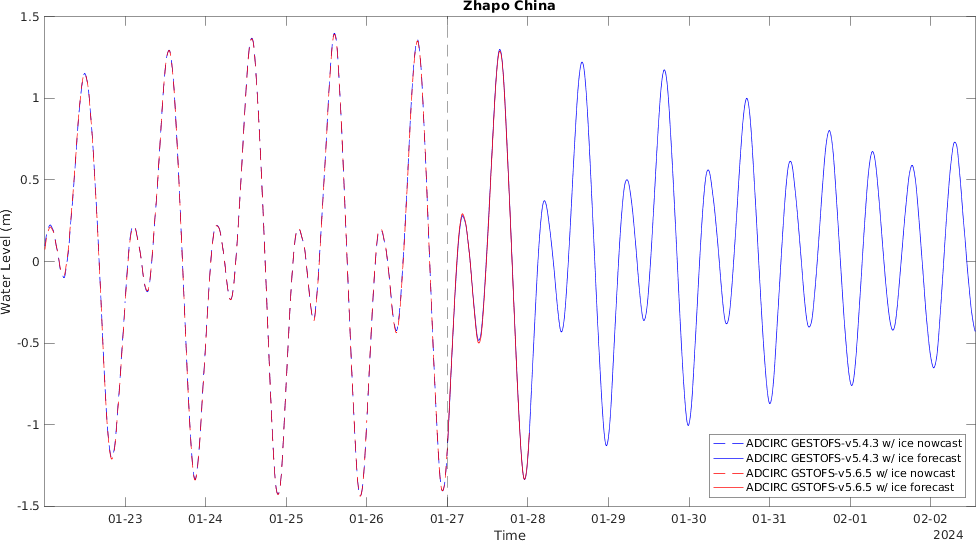 Zhapo China
1.5
1
0.5
0
-0.5
-1
-1.5
Water Level (m)
ADCIRC GESTOFS-v5.4.3 w/ ice nowcast
ADCIRC GESTOFS-v5.4.3 w/ ice forecast
ADCIRC GSTOFS-v5.6.5 w/ ice nowcast
ADCIRC GSTOFS-v5.6.5 w/ ice forecast
01-23 01-24 01-25 01-26 01-27 01-28 01-29 01-30 01-31 02-01 02-02
Time
2024